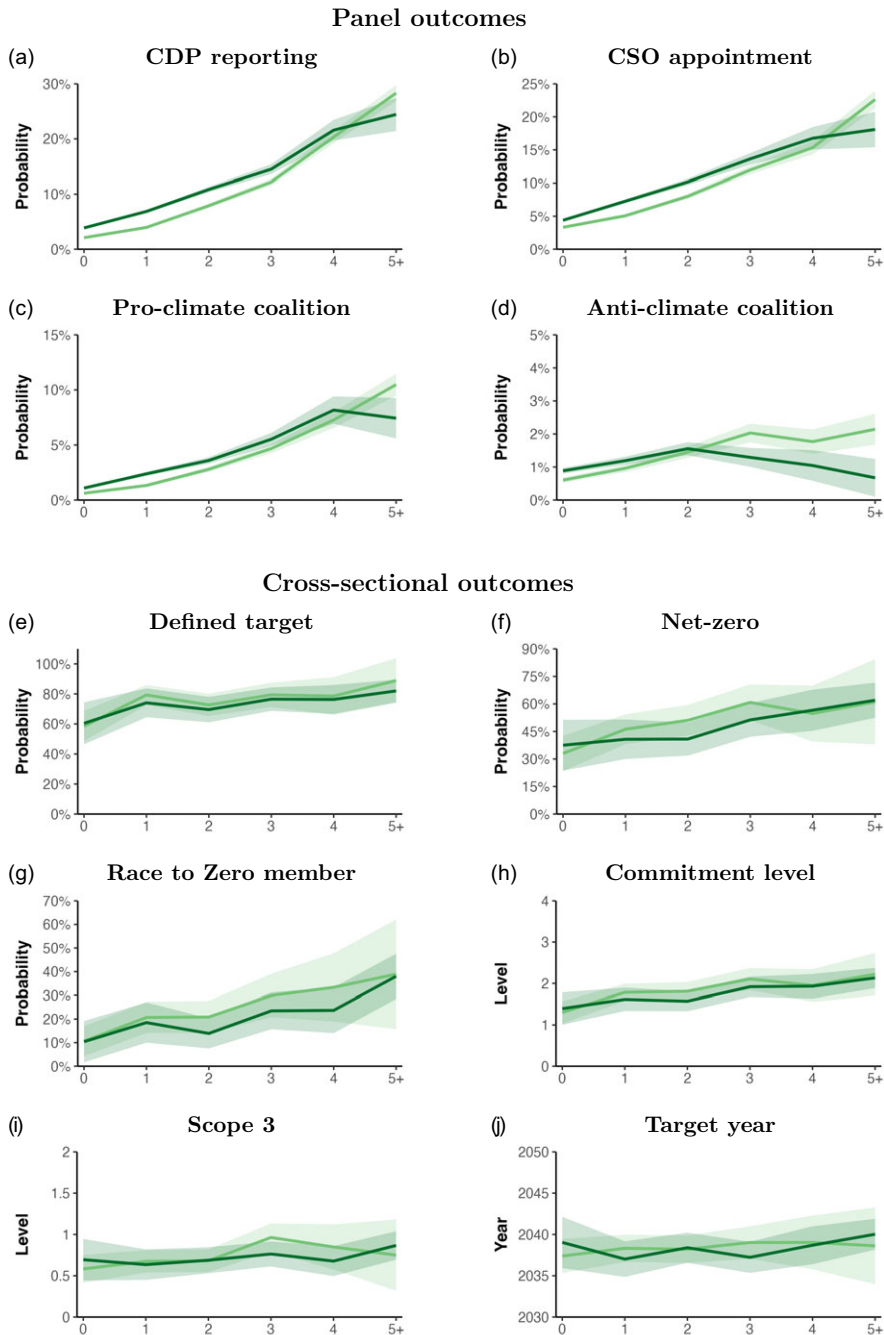 Panel outcomes
(a) CDP reporting
30%
20%
10%
0%
Probability
0 1 2 3 4 5+
(b) CSO appointment
25%
20%
15%
10%
5%
0%
Probability
0 1 2 3 4 5+
(c) Pro-climate coalition
15%
10%
5%
0%
Probability
0 1 2 3 4 5+
(d) Anti-climate coalition
5%
4%
3%
2%
1%
0%
Probability
0 1 2 3 4 5+
Cross-sectional outcomes
(e) Defined target
100%
80%
60%
40%
20%
0%
Probability
0 1 2 3 4 5+
(f) Net-zero
90%
75%
60%
45%
30%
15%
0%
Probability
0 1 2 3 4 5+
(g) Race to Zero member
70%
60%
50%
40%
30%
20%
10%
0%
Probability
0 1 2 3 4 5+
(h) Commitment level
4
3
2
1
0
Level
0 1 2 3 4 5+
(i) Scope 3
2
1.5
1
0.5
0
Level
0 1 2 3 4 5+
(j) Target year
2050
2045
2040
2035
2030
Year
0 1 2 3 4 5+